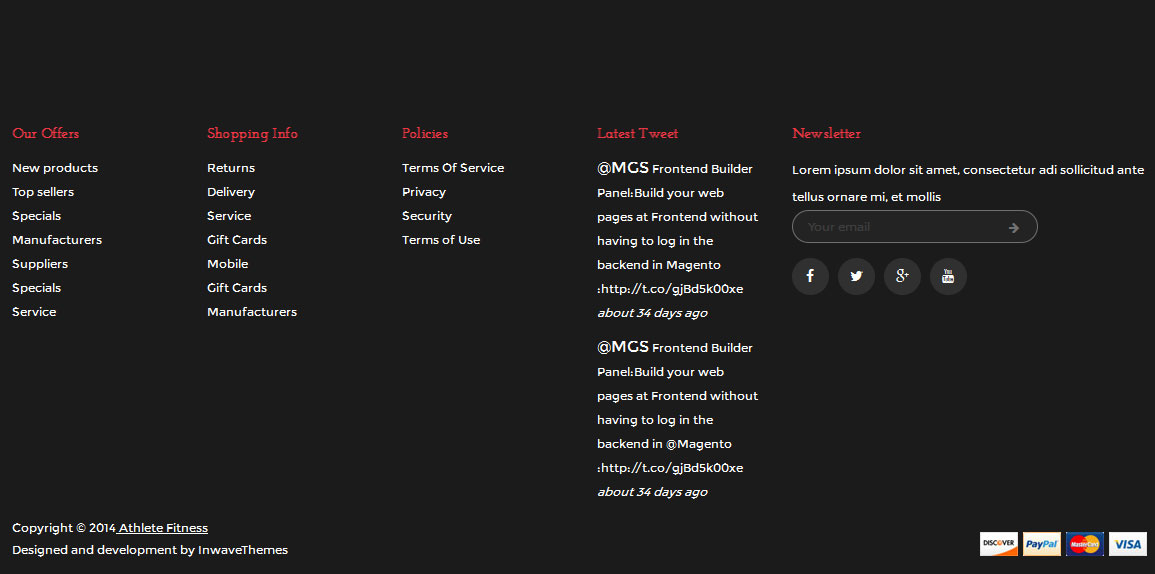 Our Offers
New products
Top sellers
Specials
Manufacturers
Suppliers
Specials
Service
Shopping Info
Returns
Delivery
Service
Gift Cards
Mobile
Gift Cards
Manufacturers
Policies
Terms Of Service
Privacy
Security
Terms of Use
Latest Tweet
@MGS Frontend Builder
Panel:Build your web
pages at Frontend without
having to log in the
backend in Magento
:http://t.co/gjBd5k00xe
about 34 days ago
@MGS Frontend Builder
Panel:Build your web
pages at Frontend without
having to log in the
backend in @Magento
:http://t.co/gjBd5k00xe
about 34 days ago
Newsletter
Lorem ipsum dolor sit amet, consectetur adi sollicitud ante
tellus ornare mi, et mollis
Your email
f
g+
You Tube
Copyright © 2014 Athlete Fitness
Designed and development by InwaveThemes
DISCOVER
PayPal
MasterCard
VISA